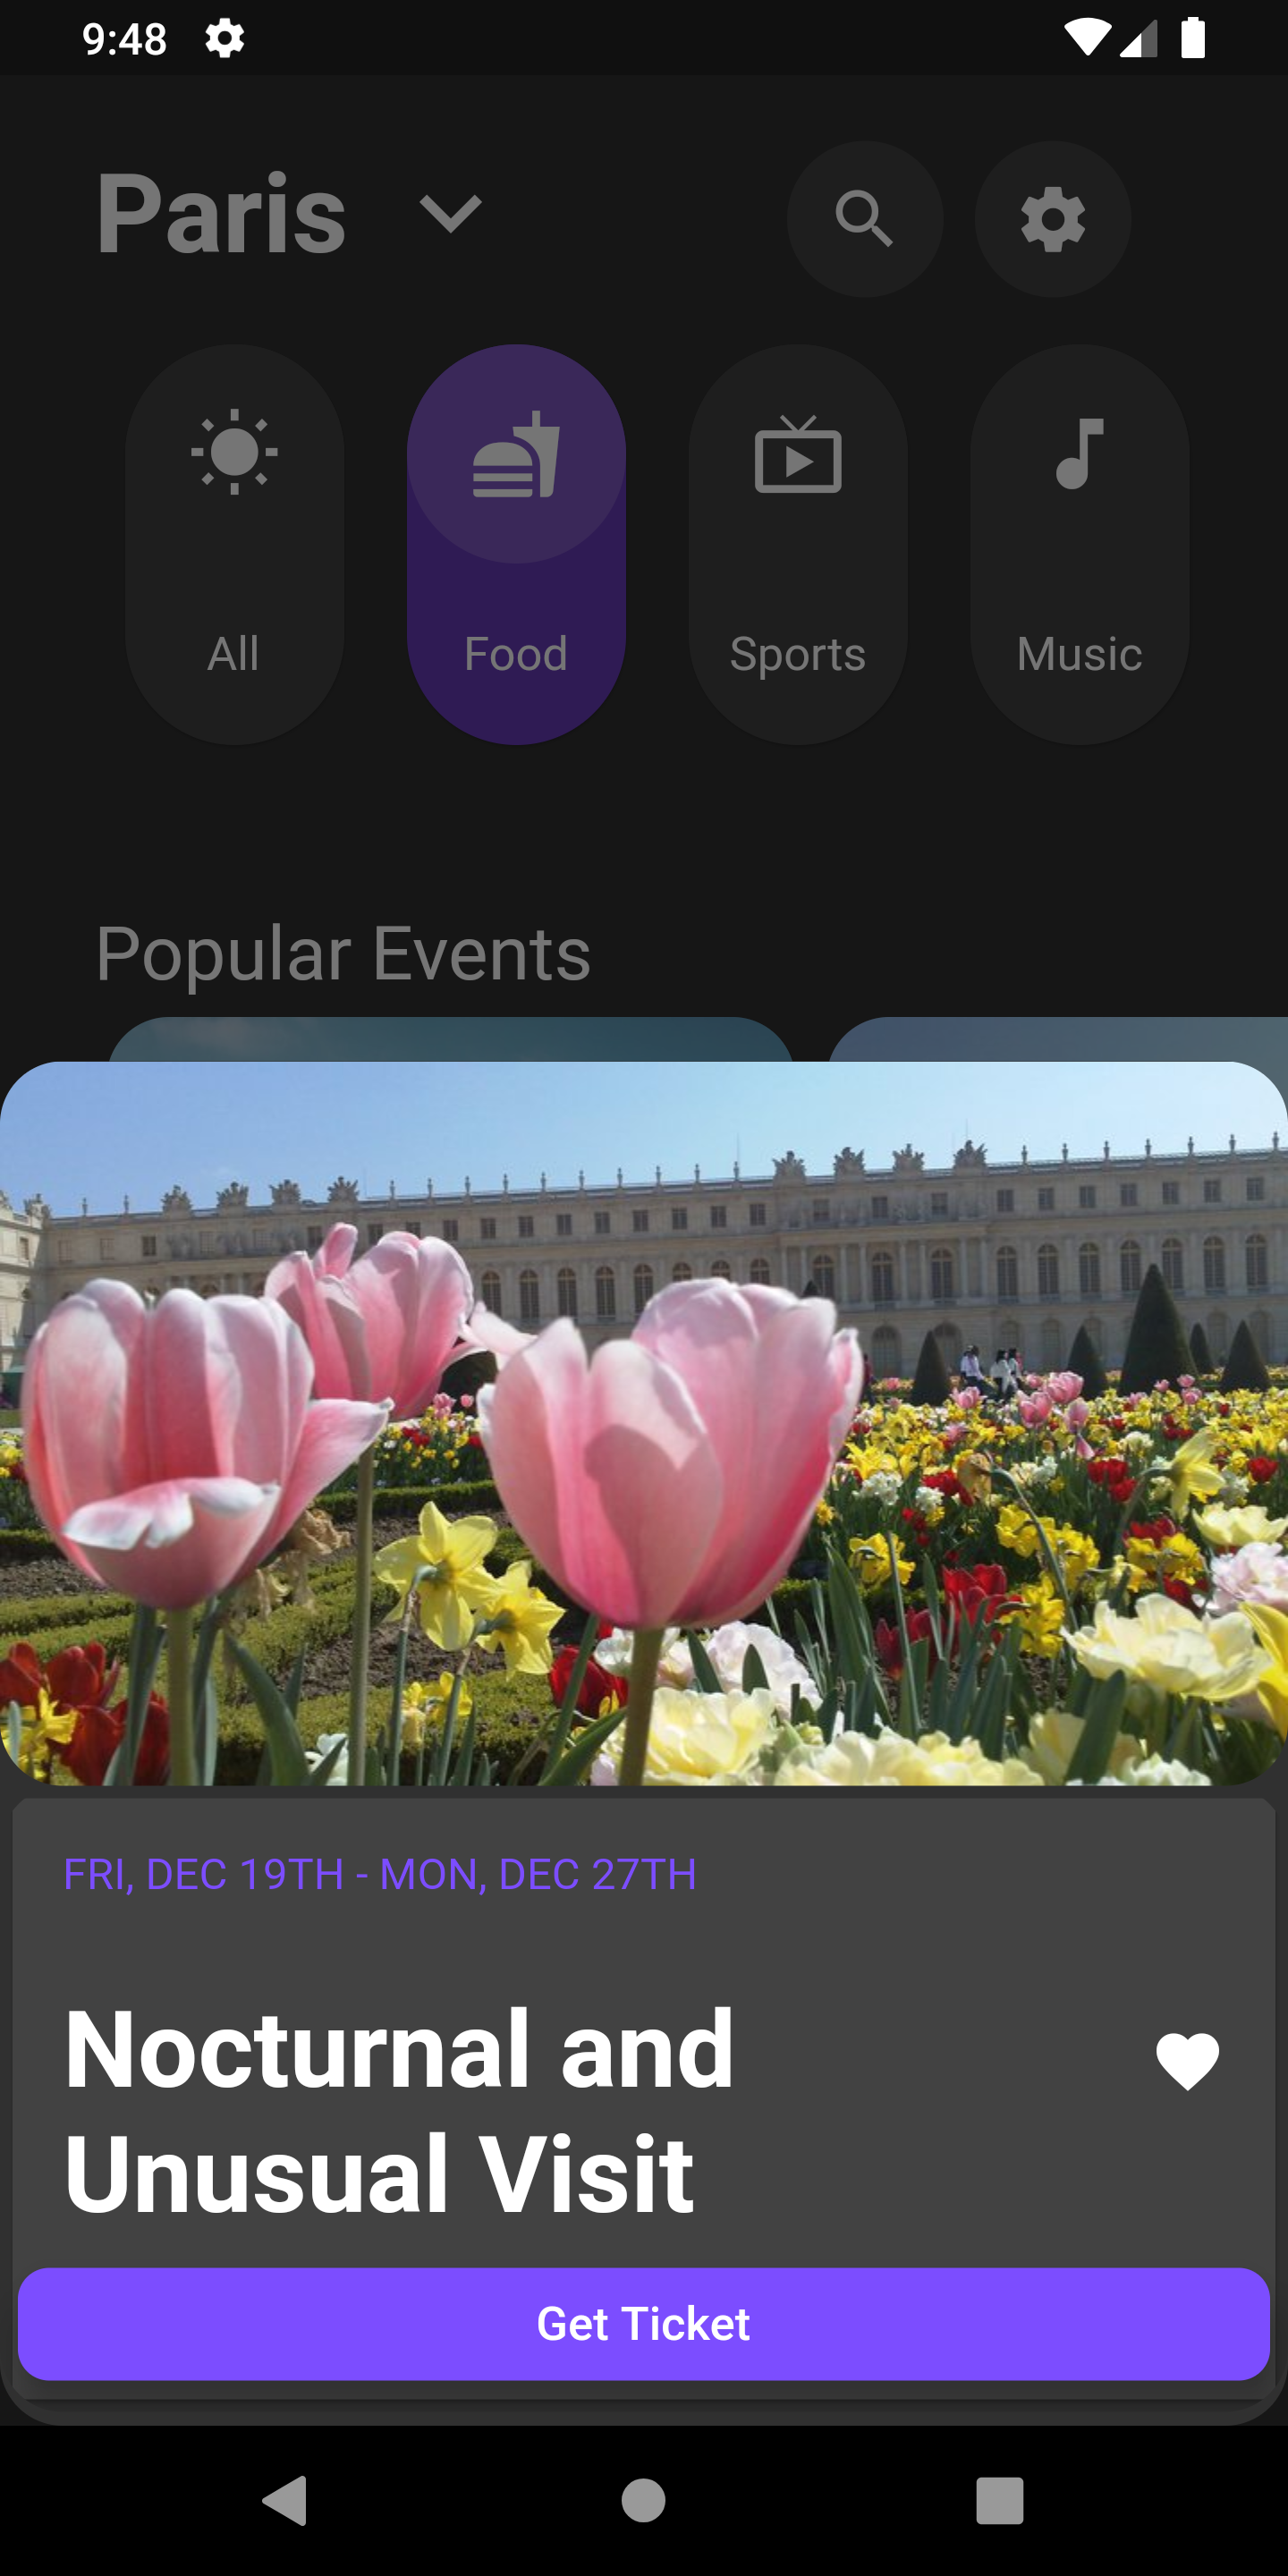 9:48
Paris
All
Food
Sports
Music
Popular Events
FRI, DEC 19TH - MON, DEC 27TH
Nocturnal and
Unusual Visit
Get Ticket